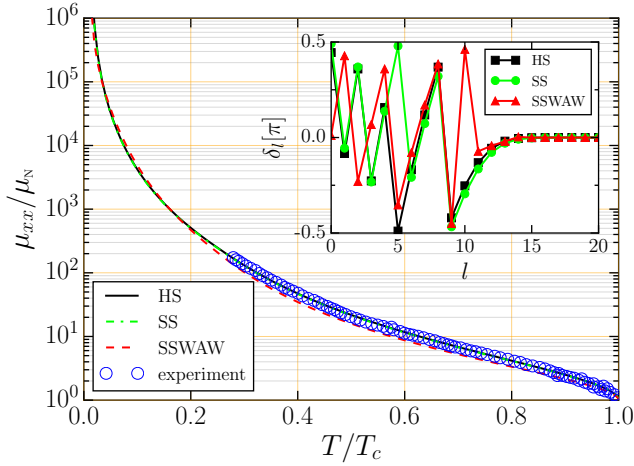 10^6
10^5
10^4
10^3
10^2
10^1
10^0
μ_xx/μ_N
0.0 0.2 0.4 0.6 0.8 1.0
T/T_c
HS
SS
SSWAW
experiment
0.5
0.0
-0.5
δ_l[π]
0 5 10 15 20
l
HS
SS
SSWAW